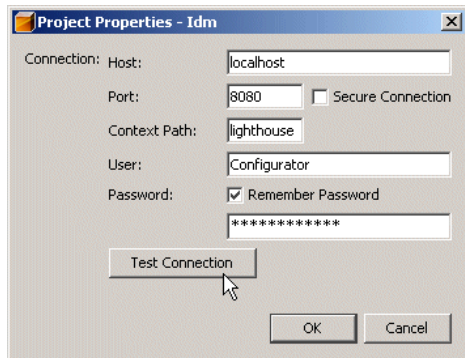 Project Properties - Idm
Connection: Host: localhost
Port: 8080 Secure Connection
Context Path: lighthouse
User: Configurator
Password: Remember Password
************
Test Connection
OK Cancel